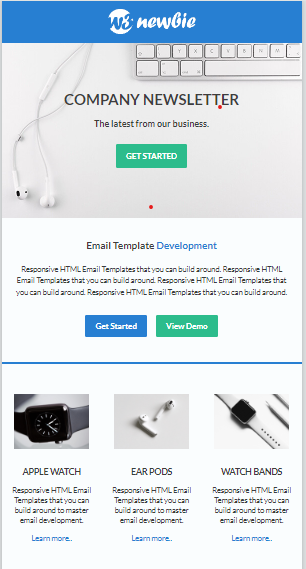 newbie
COMPANY NEWSLETTER
The latest from our business.
GET STARTED
Email Template Development
Responsive HTML Email Templates that you can build around. Responsive HTML
Email Templates that you can build around. Responsive HTML Email Templates that
you can build around. Responsive HTML Email Templates that you can build around.
Get Started View Demo
APPLE WATCH EAR PODS WATCH BANDS
Responsive HTML Email Responsive HTML Email Responsive HTML Email
Templates that you can Templates that you can Templates that you can
build around to master build around to master build around to master
email development. email development. email development.
Learn more.. Learn more.. Learn more..